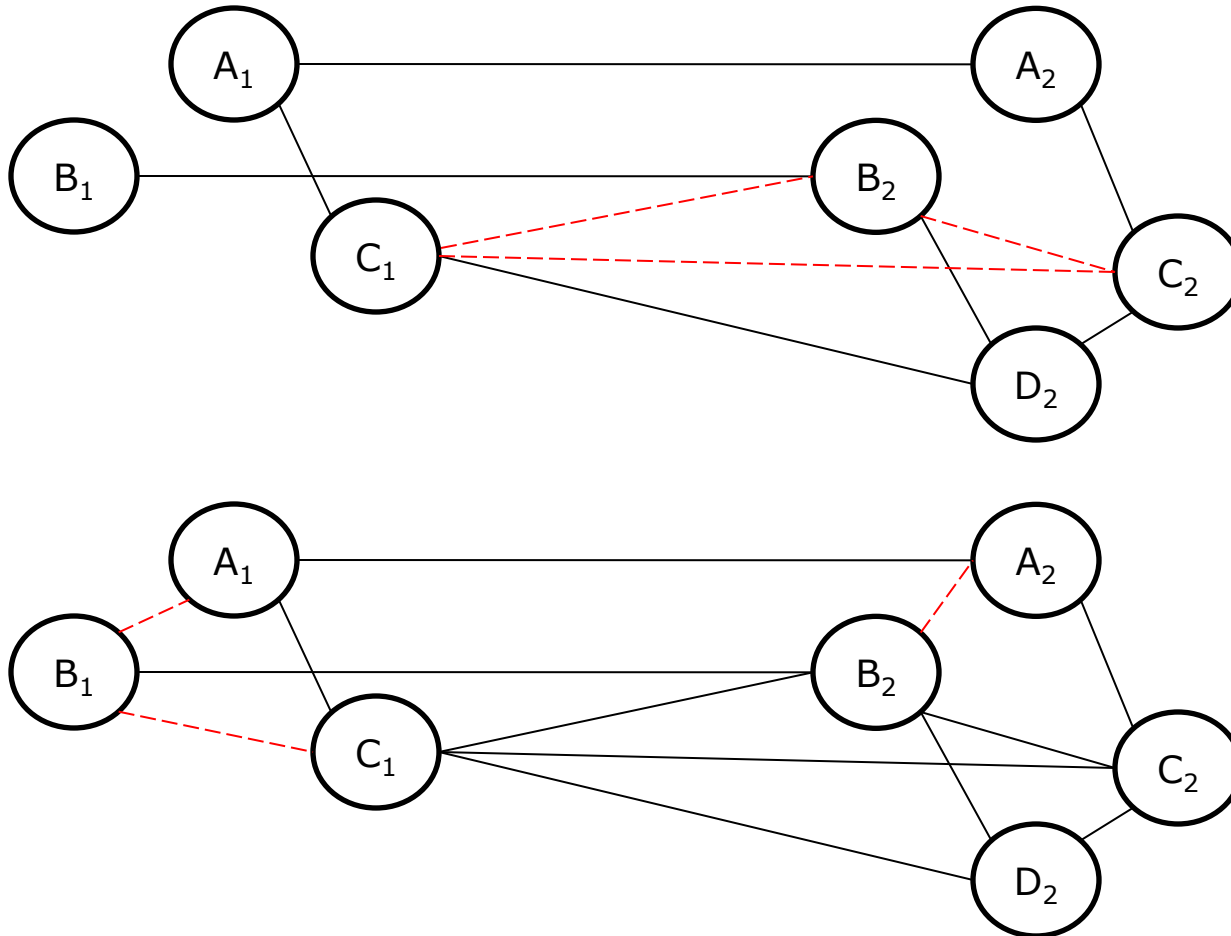 A₁ A₂
B₁ B₂
C₁ C₂
D₂
A₁ A₂
B₁ B₂
C₁ C₂
D₂